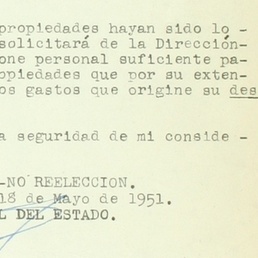 propiedades hayan sido lo -
solicitará de la Dirección-
one personal suficiente pa-
opiedades que por su exten-
os gastos que origine su des
a seguridad de mi conside -
-NO REELECCION.
18 de Mayo de 1951.
L DEL ESTADO.